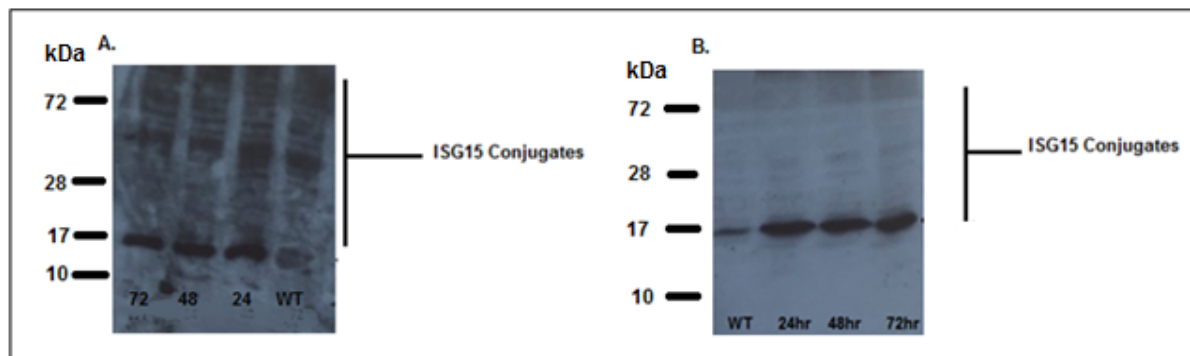 A.
kDa
72
28
17
10
72 48 24 WT
ISG15 Conjugates
B.
kDa
72
28
17
10
WT 24hr 48hr 72hr
ISG15 Conjugates